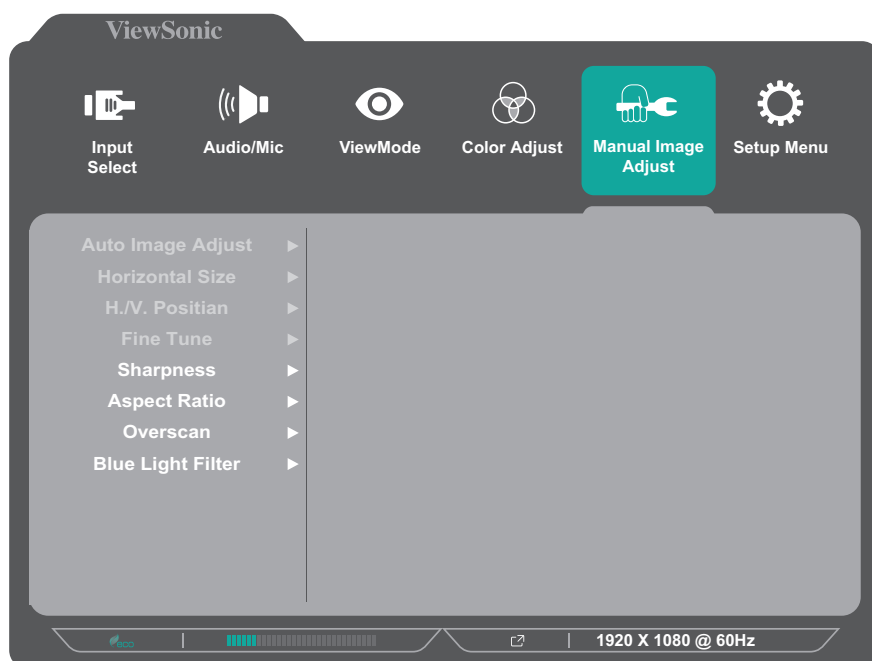 ViewSonic
Input
Select
Audio/Mic
ViewMode
Color Adjust
Manual Image
Adjust
Setup Menu
Auto Image Adjust
Horizontal Size
H./V. Positian
Fine Tune
Sharpness
Aspect Ratio
Overscan
Blue Light Filter
eco
1920 X 1080 @ 60Hz